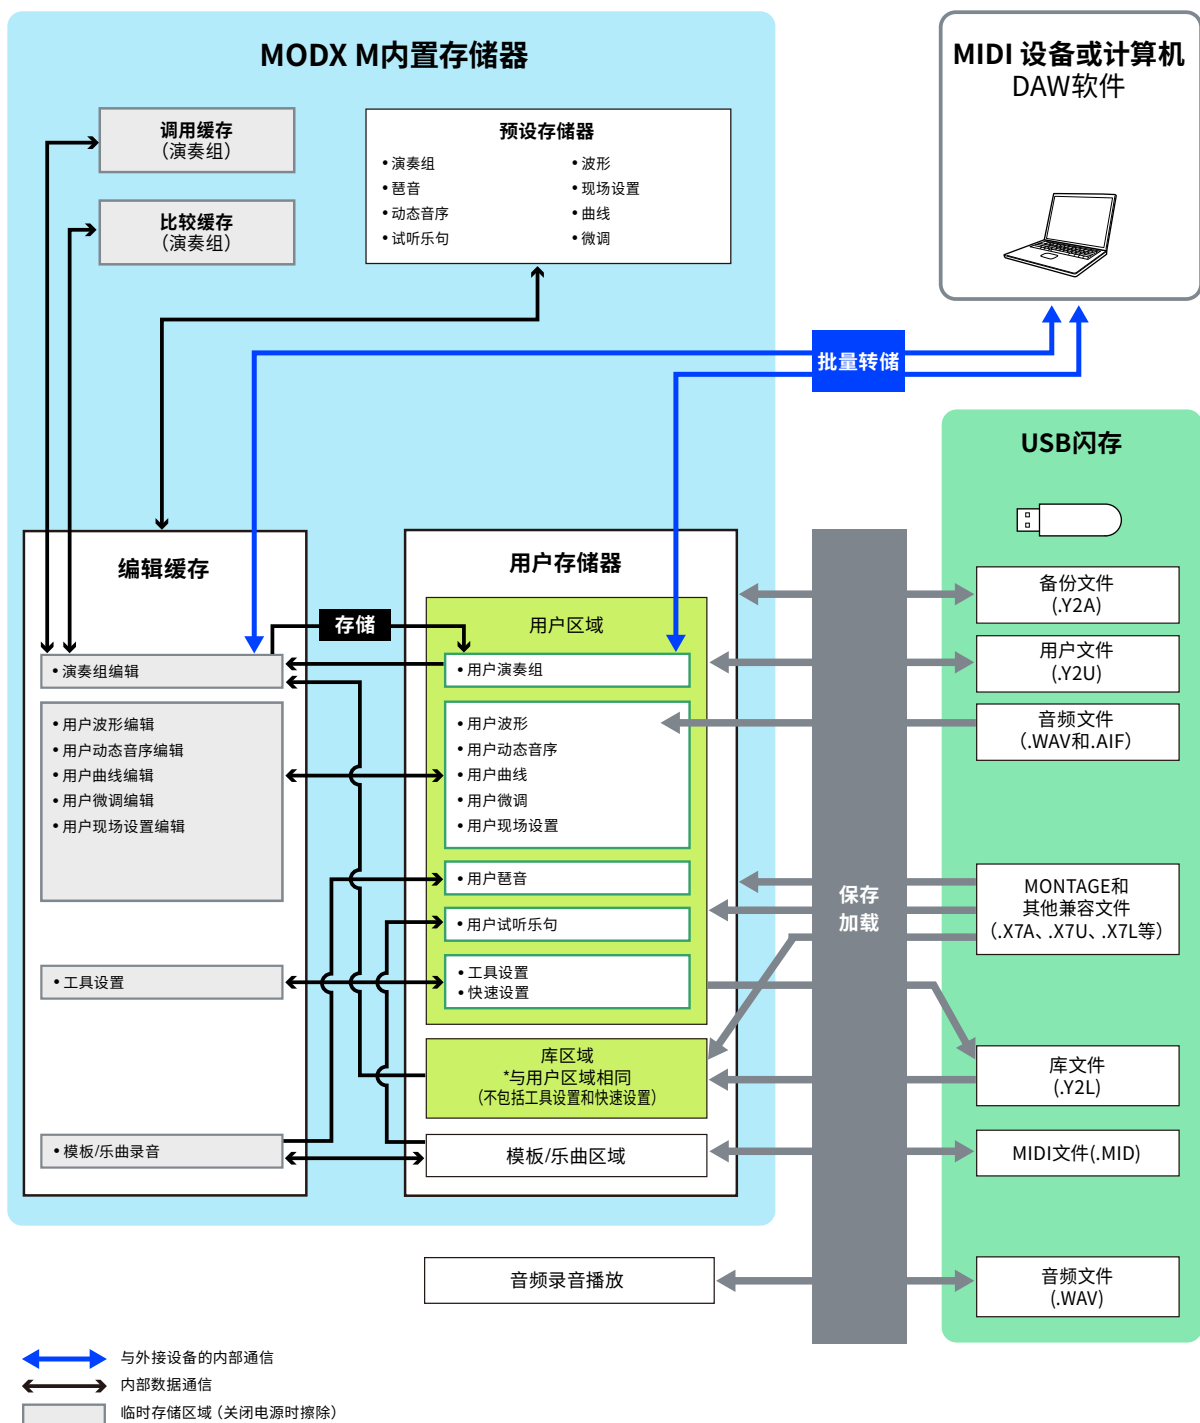 MODX M内置存储器
MIDI 设备或计算机
DAW软件
调用缓存
（演奏组）
比较缓存
（演奏组）
预设存储器
• 演奏组
• 琶音
• 动态音序
• 试听乐句
• 波形
• 现场设置
• 曲线
• 微调
批量转储
USB闪存
编辑缓存
• 演奏组编辑
• 用户波形编辑
• 用户动态音序编辑
• 用户曲线编辑
• 用户微调编辑
• 用户现场设置编辑
• 工具设置
• 模板/乐曲录音
存储
用户存储器
用户区域
• 用户演奏组
• 用户波形
• 用户动态音序
• 用户曲线
• 用户微调
• 用户现场设置
• 用户琶音
• 用户试听乐句
• 工具设置
• 快速设置
库区域
*与用户区域相同
（不包括工具设置和快速设置）
模板/乐曲区域
音频录音播放
保存
加载
备份文件
(.Y2A)
用户文件
(.Y2U)
音频文件
（.WAV和.AIF）
MONTAGE和
其他兼容文件
（.X7A、.X7U、.X7L等）
库文件
(.Y2L)
MIDI文件(.MID)
音频文件
(.WAV)
与外接设备的内部通信
内部数据通信
临时存储区域（关闭电源时擦除）